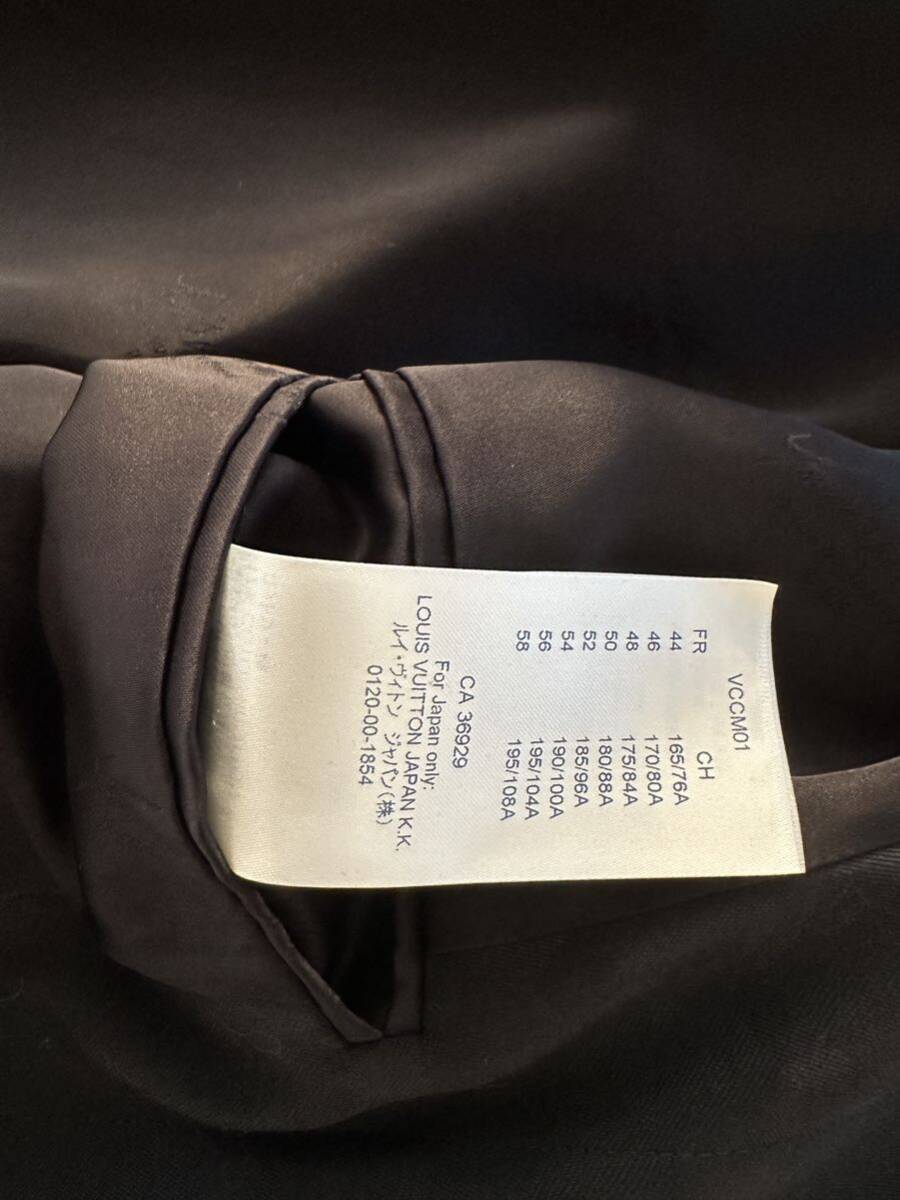 VCCM01
FR CH
44 165/76A
46 170/80A
48 175/84A
50 180/88A
52 185/96A
54 190/100A
56 195/104A
58 195/108A
CA 36929
For Japan only:
LOUIS VUITTON JAPAN K.K.
ルイ・ヴィトン ジャパン(株)
0120-00-1854